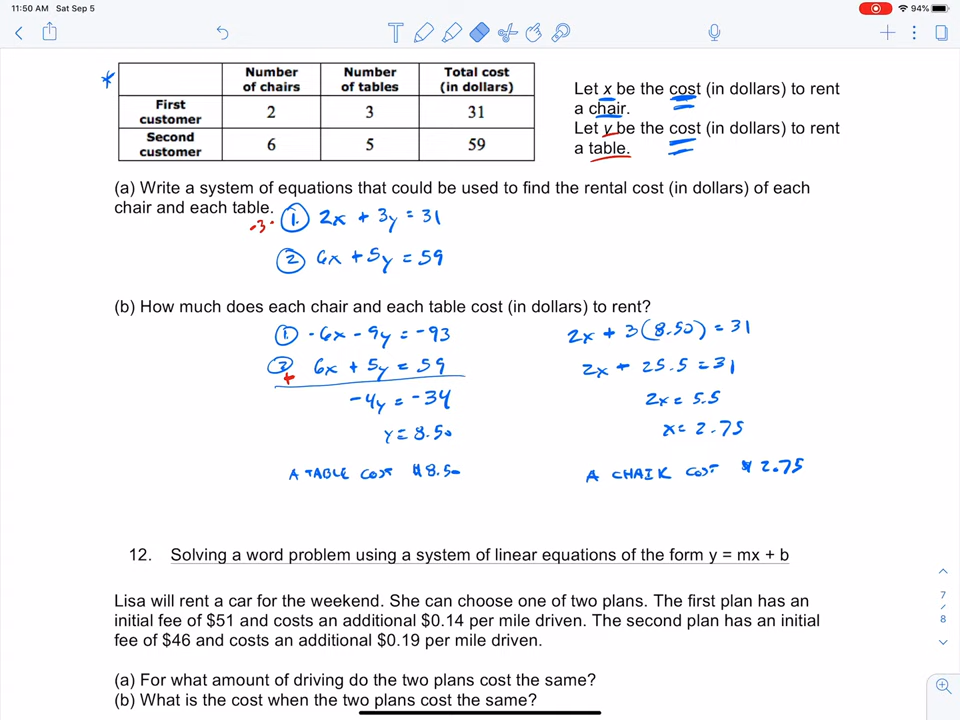 11:50 AM Sat Sep 5
94%
* Number of chairs Number of tables Total cost (in dollars)
First customer 2 3 31
Second customer 6 5 59
Let x be the cost (in dollars) to rent
a chair.
Let y be the cost (in dollars) to rent
a table.
(a) Write a system of equations that could be used to find the rental cost (in dollars) of each
chair and each table.
-3· 1. 2x + 3y = 31
2 6x + 5y = 59
(b) How much does each chair and each table cost (in dollars) to rent?
1. -6x - 9y = -93
2 6x + 5y = 59
+
-4y = -34
y = 8.50
A TABLE COST $8.50
2x + 3(8.50) = 31
2x + 25.5 = 31
2x = 5.5
x = 2.75
A CHAIR COST $2.75
12. Solving a word problem using a system of linear equations of the form y = mx + b
Lisa will rent a car for the weekend. She can choose one of two plans. The first plan has an
initial fee of $51 and costs an additional $0.14 per mile driven. The second plan has an initial
fee of $46 and costs an additional $0.19 per mile driven.
(a) For what amount of driving do the two plans cost the same?
(b) What is the cost when the two plans cost the same?
7
/
8